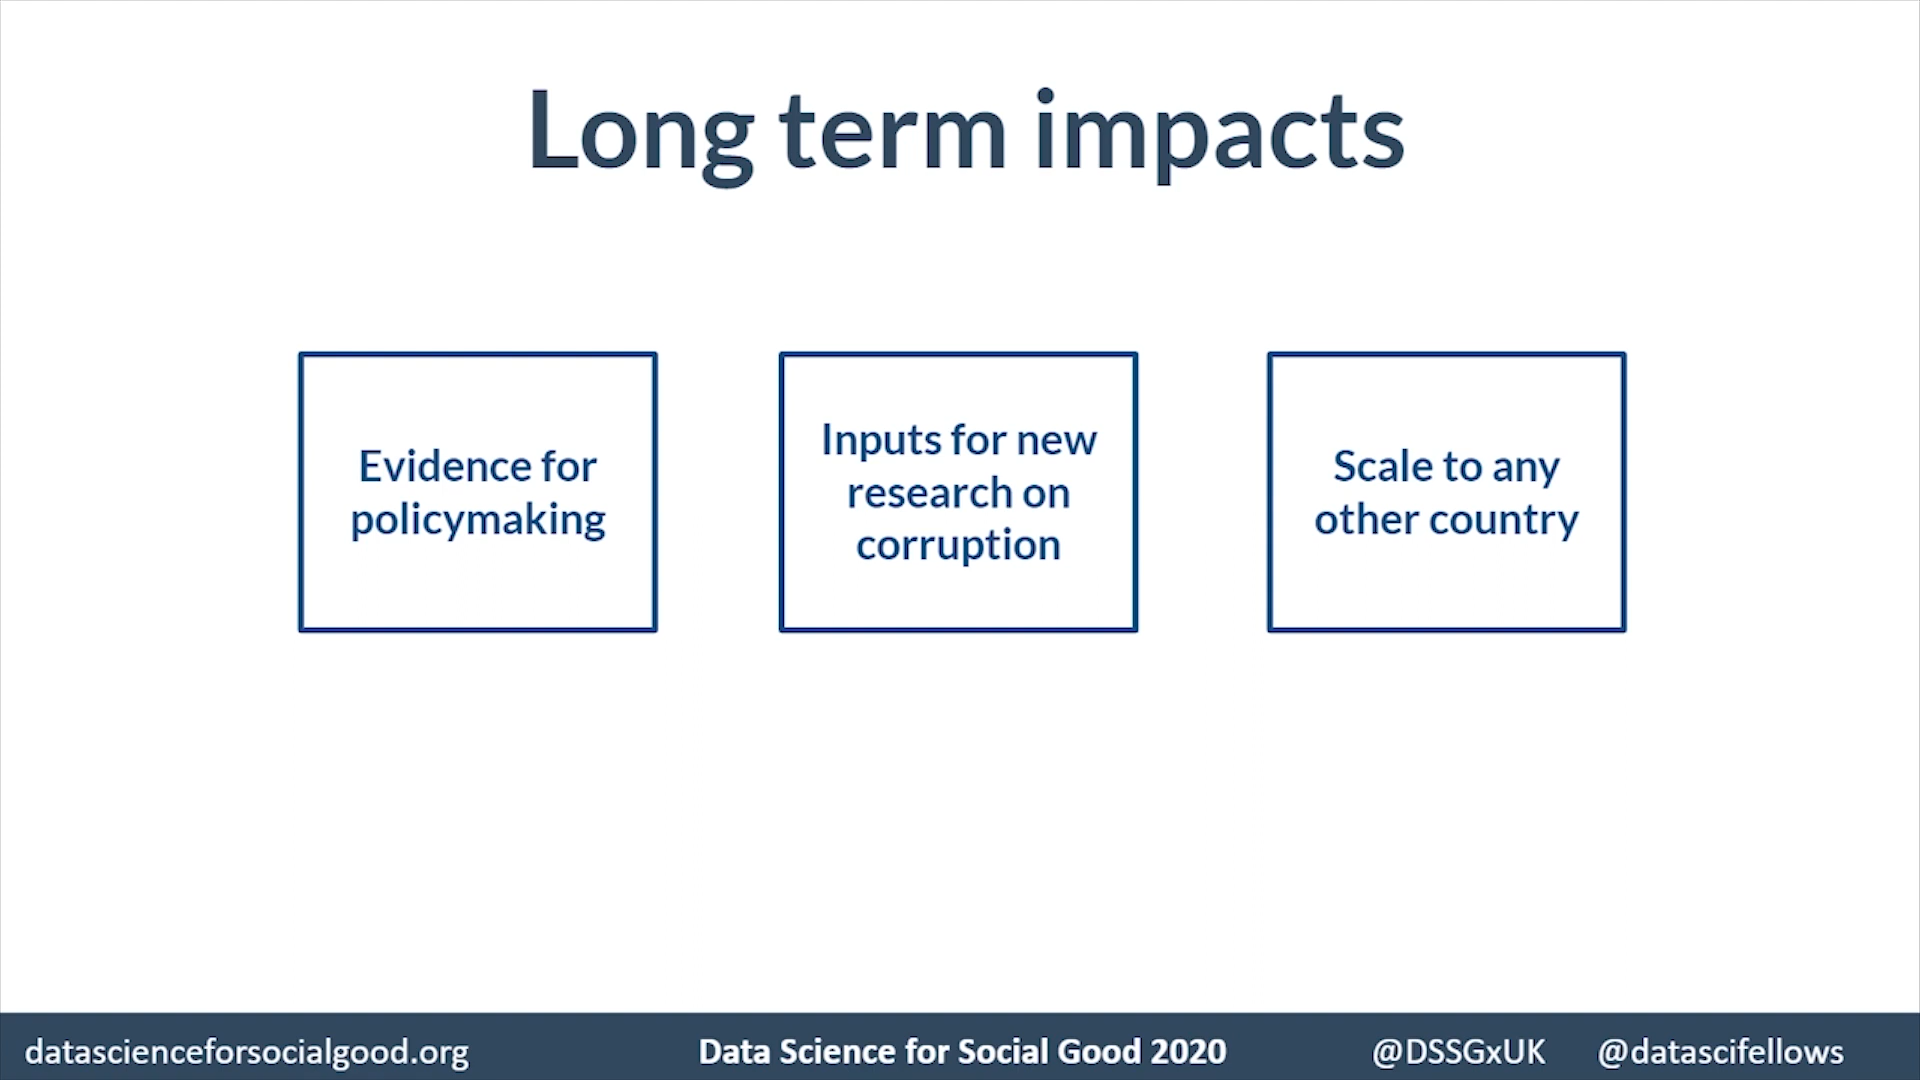 Long term impacts
Evidence for
policymaking
Inputs for new
research on
corruption
Scale to any
other country
datascienceforsocialgood.org
Data Science for Social Good 2020
@DSSGxUK
@datascifellows